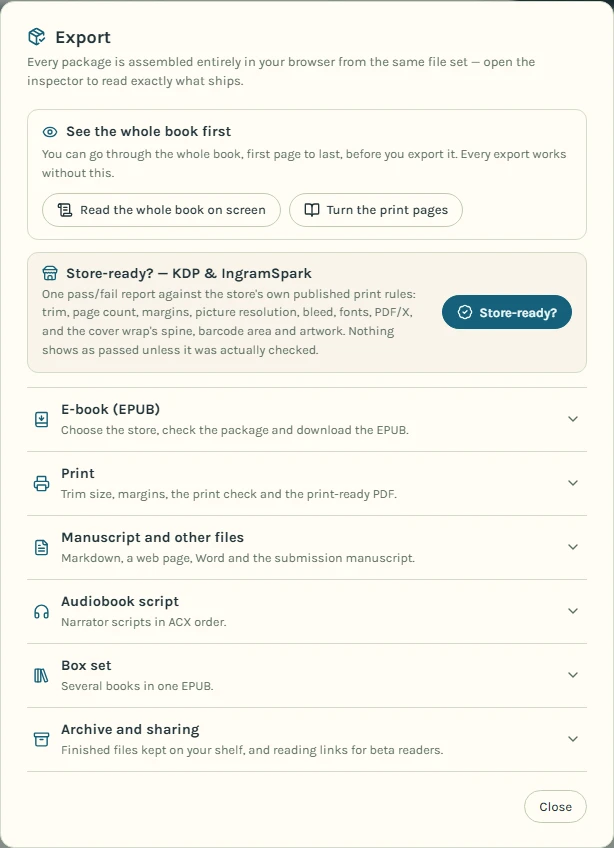 Export
Every package is assembled entirely in your browser from the same file set — open the
inspector to read exactly what ships.
See the whole book first
You can go through the whole book, first page to last, before you export it. Every export works
without this.
Read the whole book on screen
Turn the print pages
Store-ready? — KDP & IngramSpark
One pass/fail report against the store's own published print rules:
trim, page count, margins, picture resolution, bleed, fonts, PDF/X,
and the cover wrap's spine, barcode area and artwork. Nothing
shows as passed unless it was actually checked.
Store-ready?
E-book (EPUB)
Choose the store, check the package and download the EPUB.
Print
Trim size, margins, the print check and the print-ready PDF.
Manuscript and other files
Markdown, a web page, Word and the submission manuscript.
Audiobook script
Narrator scripts in ACX order.
Box set
Several books in one EPUB.
Archive and sharing
Finished files kept on your shelf, and reading links for beta readers.
Close